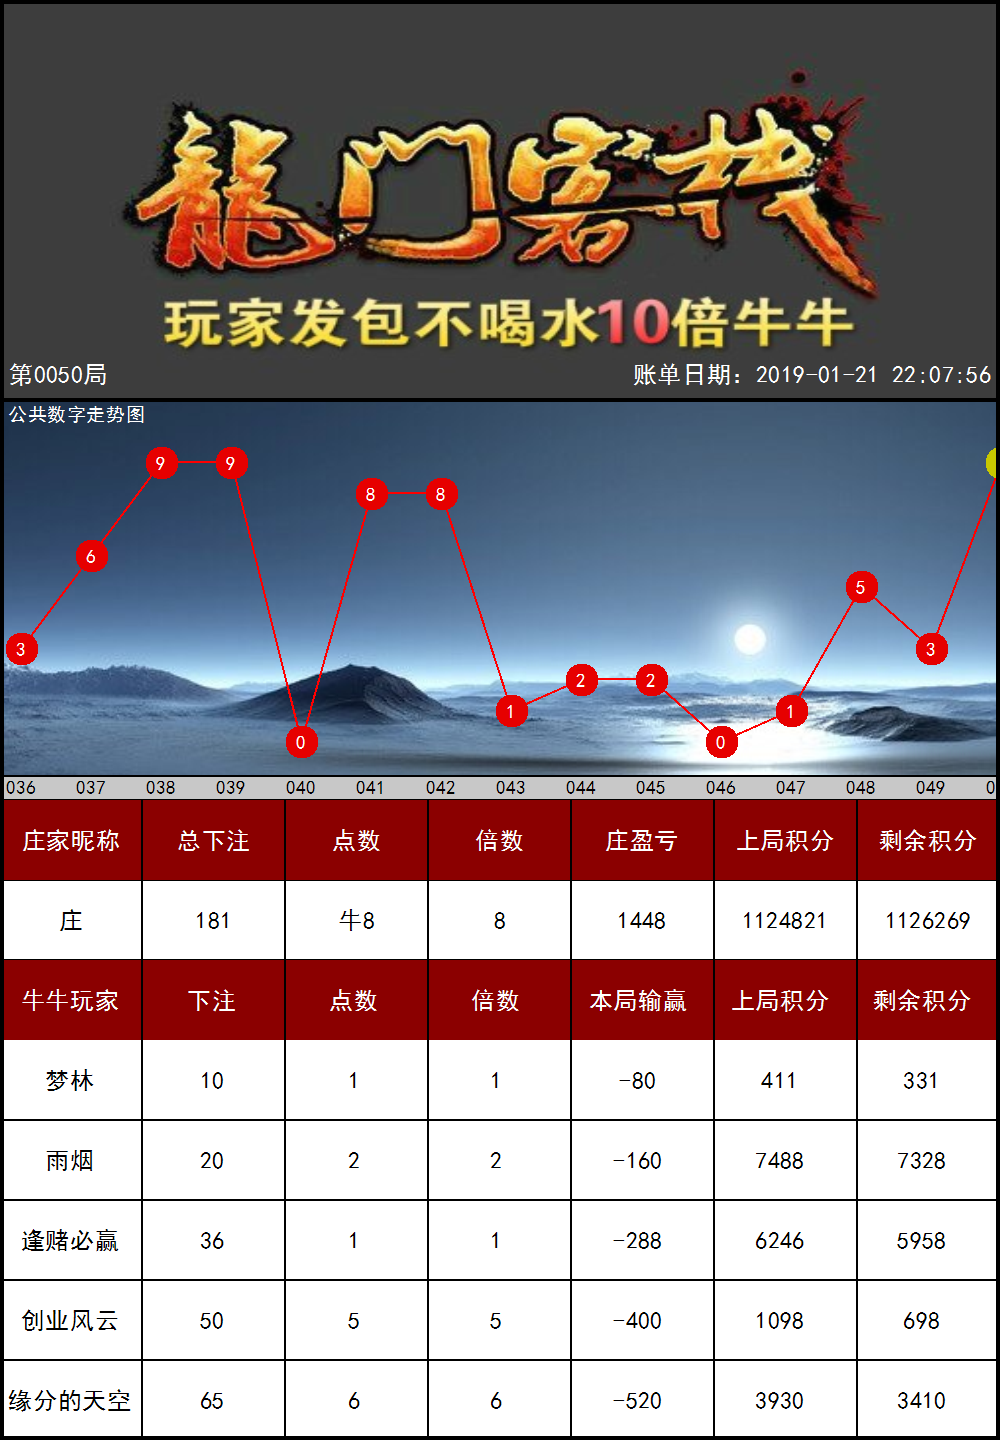 龍门客栈
玩家发包不喝水10倍牛牛
第0050局 账单日期：2019-01-21 22:07:56
公共数字走势图
3 6 9 9 0 8 8 1 2 2 0 1 5 3
036 037 038 039 040 041 042 043 044 045 046 047 048 049 0
庄家昵称 总下注 点数 倍数 庄盈亏 上局积分 剩余积分
庄 181 牛8 8 1448 1124821 1126269
牛牛玩家 下注 点数 倍数 本局输赢 上局积分 剩余积分
梦林 10 1 1 -80 411 331
雨烟 20 2 2 -160 7488 7328
逢赌必赢 36 1 1 -288 6246 5958
创业风云 50 5 5 -400 1098 698
缘分的天空 65 6 6 -520 3930 3410